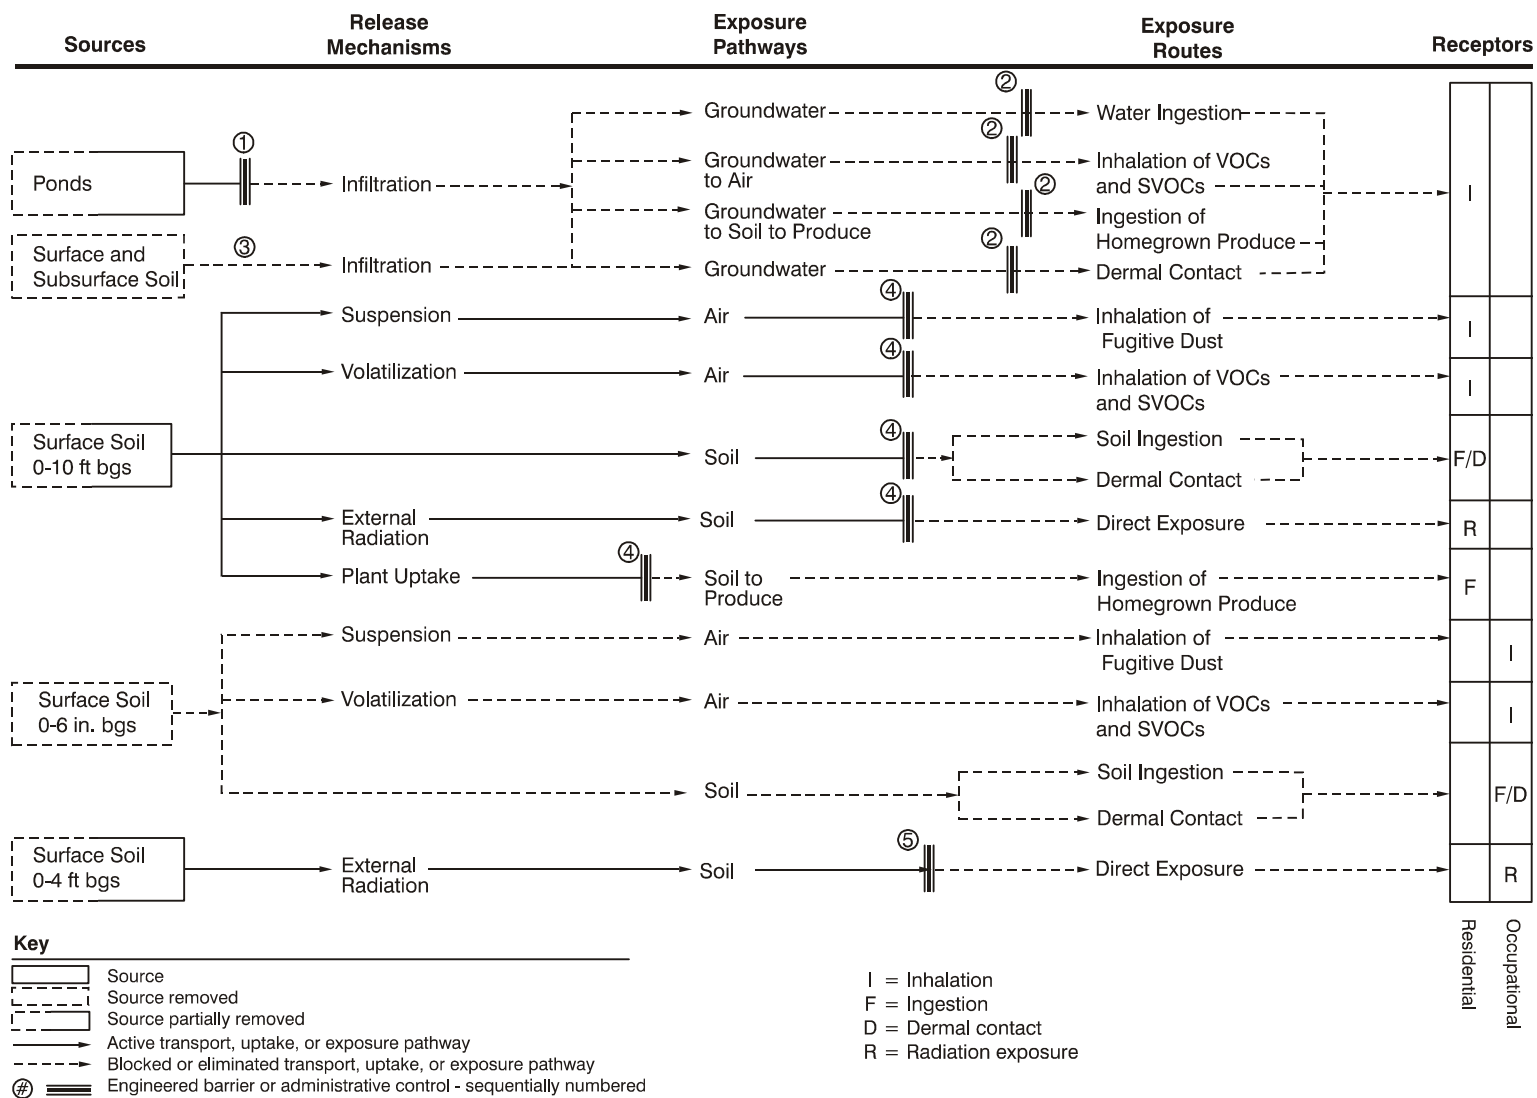 Sources
Release
Mechanisms
Exposure
Pathways
Exposure
Routes
Receptors
①
Ponds
Infiltration
Groundwater
②
Water Ingestion
Groundwater
to Air
②
Inhalation of VOCs
and SVOCs
Groundwater
to Soil to Produce
②
Ingestion of
Homegrown Produce
I
Surface and
Subsurface Soil
③
Infiltration
Groundwater
②
Dermal Contact
Suspension
Air
④
Inhalation of
Fugitive Dust
I
Volatilization
Air
④
Inhalation of VOCs
and SVOCs
I
Surface Soil
0-10 ft bgs
Soil
④
Soil Ingestion
Dermal Contact
F/D
External
Radiation
Soil
④
Direct Exposure
R
Plant Uptake
④
Soil to
Produce
Ingestion of
Homegrown Produce
F
Suspension
Air
Inhalation of
Fugitive Dust
I
Surface Soil
0-6 in. bgs
Volatilization
Air
Inhalation of VOCs
and SVOCs
I
Soil
Soil Ingestion
Dermal Contact
F/D
Surface Soil
0-4 ft bgs
External
Radiation
Soil
⑤
Direct Exposure
R
Residential
Occupational
Key
Source
Source removed
Source partially removed
Active transport, uptake, or exposure pathway
Blocked or eliminated transport, uptake, or exposure pathway
# Engineered barrier or administrative control - sequentially numbered
I = Inhalation
F = Ingestion
D = Dermal contact
R = Radiation exposure